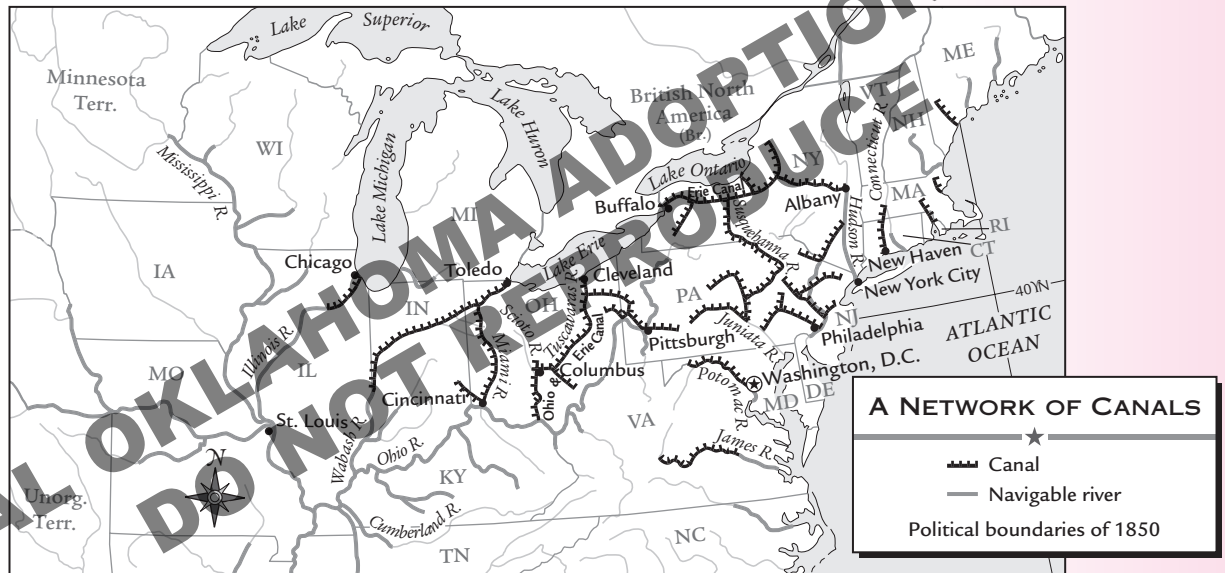 Lake
Superior
Minnesota
Terr.
WI
Mississippi R.
Lake Michigan
Lake Huron
British North
America
(Br.)
ME
VT
NH
Connecticut R.
MI
Lake Ontario
NY
MA
Buffalo
Erie Canal
Albany
Susquehanna R.
Hudson R.
RI
CT
New Haven
New York City
IA
Chicago
Toledo
Lake Erie
Cleveland
IN
OH
PA
NJ
40°N
Scioto R.
Tuscarawas R.
Pittsburgh
Juniata R.
Philadelphia
ATLANTIC
OCEAN
Illinois R.
Miami R.
Ohio & Erie Canal
Columbus
Washington, D.C.
Potomac R.
MD
DE
MO
IL
Cincinnati
St. Louis
Wabash R.
Ohio R.
VA
James R.
N
KY
Unorg.
Terr.
Cumberland R.
TN
NC
A NETWORK OF CANALS
Canal
Navigable river
Political boundaries of 1850
AL OKLAHOMA ADOPTION
DO NOT REPRODUCE